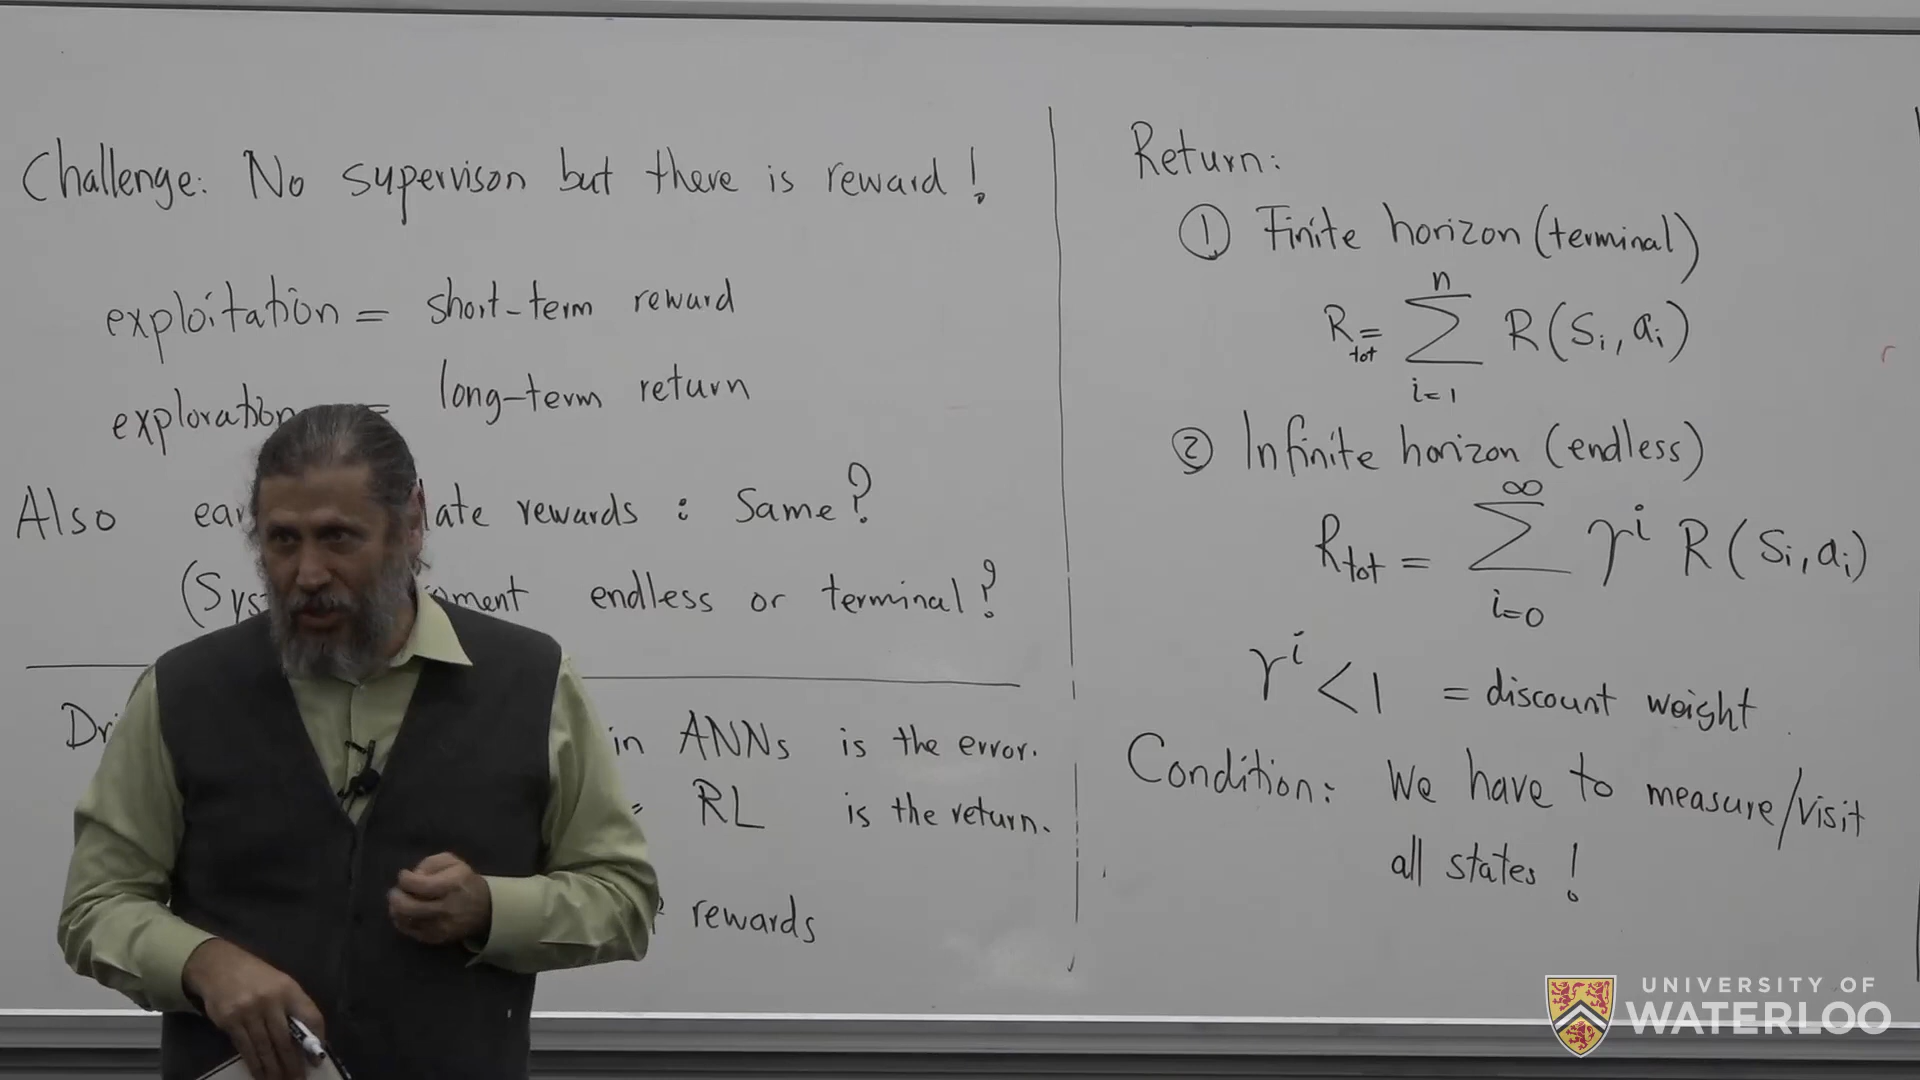 Challenge: No supervison but there is reward!
exploitation = short-term reward
exploration = long-term return
Also late rewards : Same?
endless or terminal?
in ANNs is the error.
" RL is the return.
rewards
Return:
① Finite horizon (terminal)
R_tot = ∑_{i=1}^{n} R(s_i, a_i)
② Infinite horizon (endless)
R_tot = ∑_{i=0}^{∞} γ^i R(s_i, a_i)
γ^i < 1 = discount weight
Condition: We have to measure/visit
all states!
UNIVERSITY OF
WATERLOO